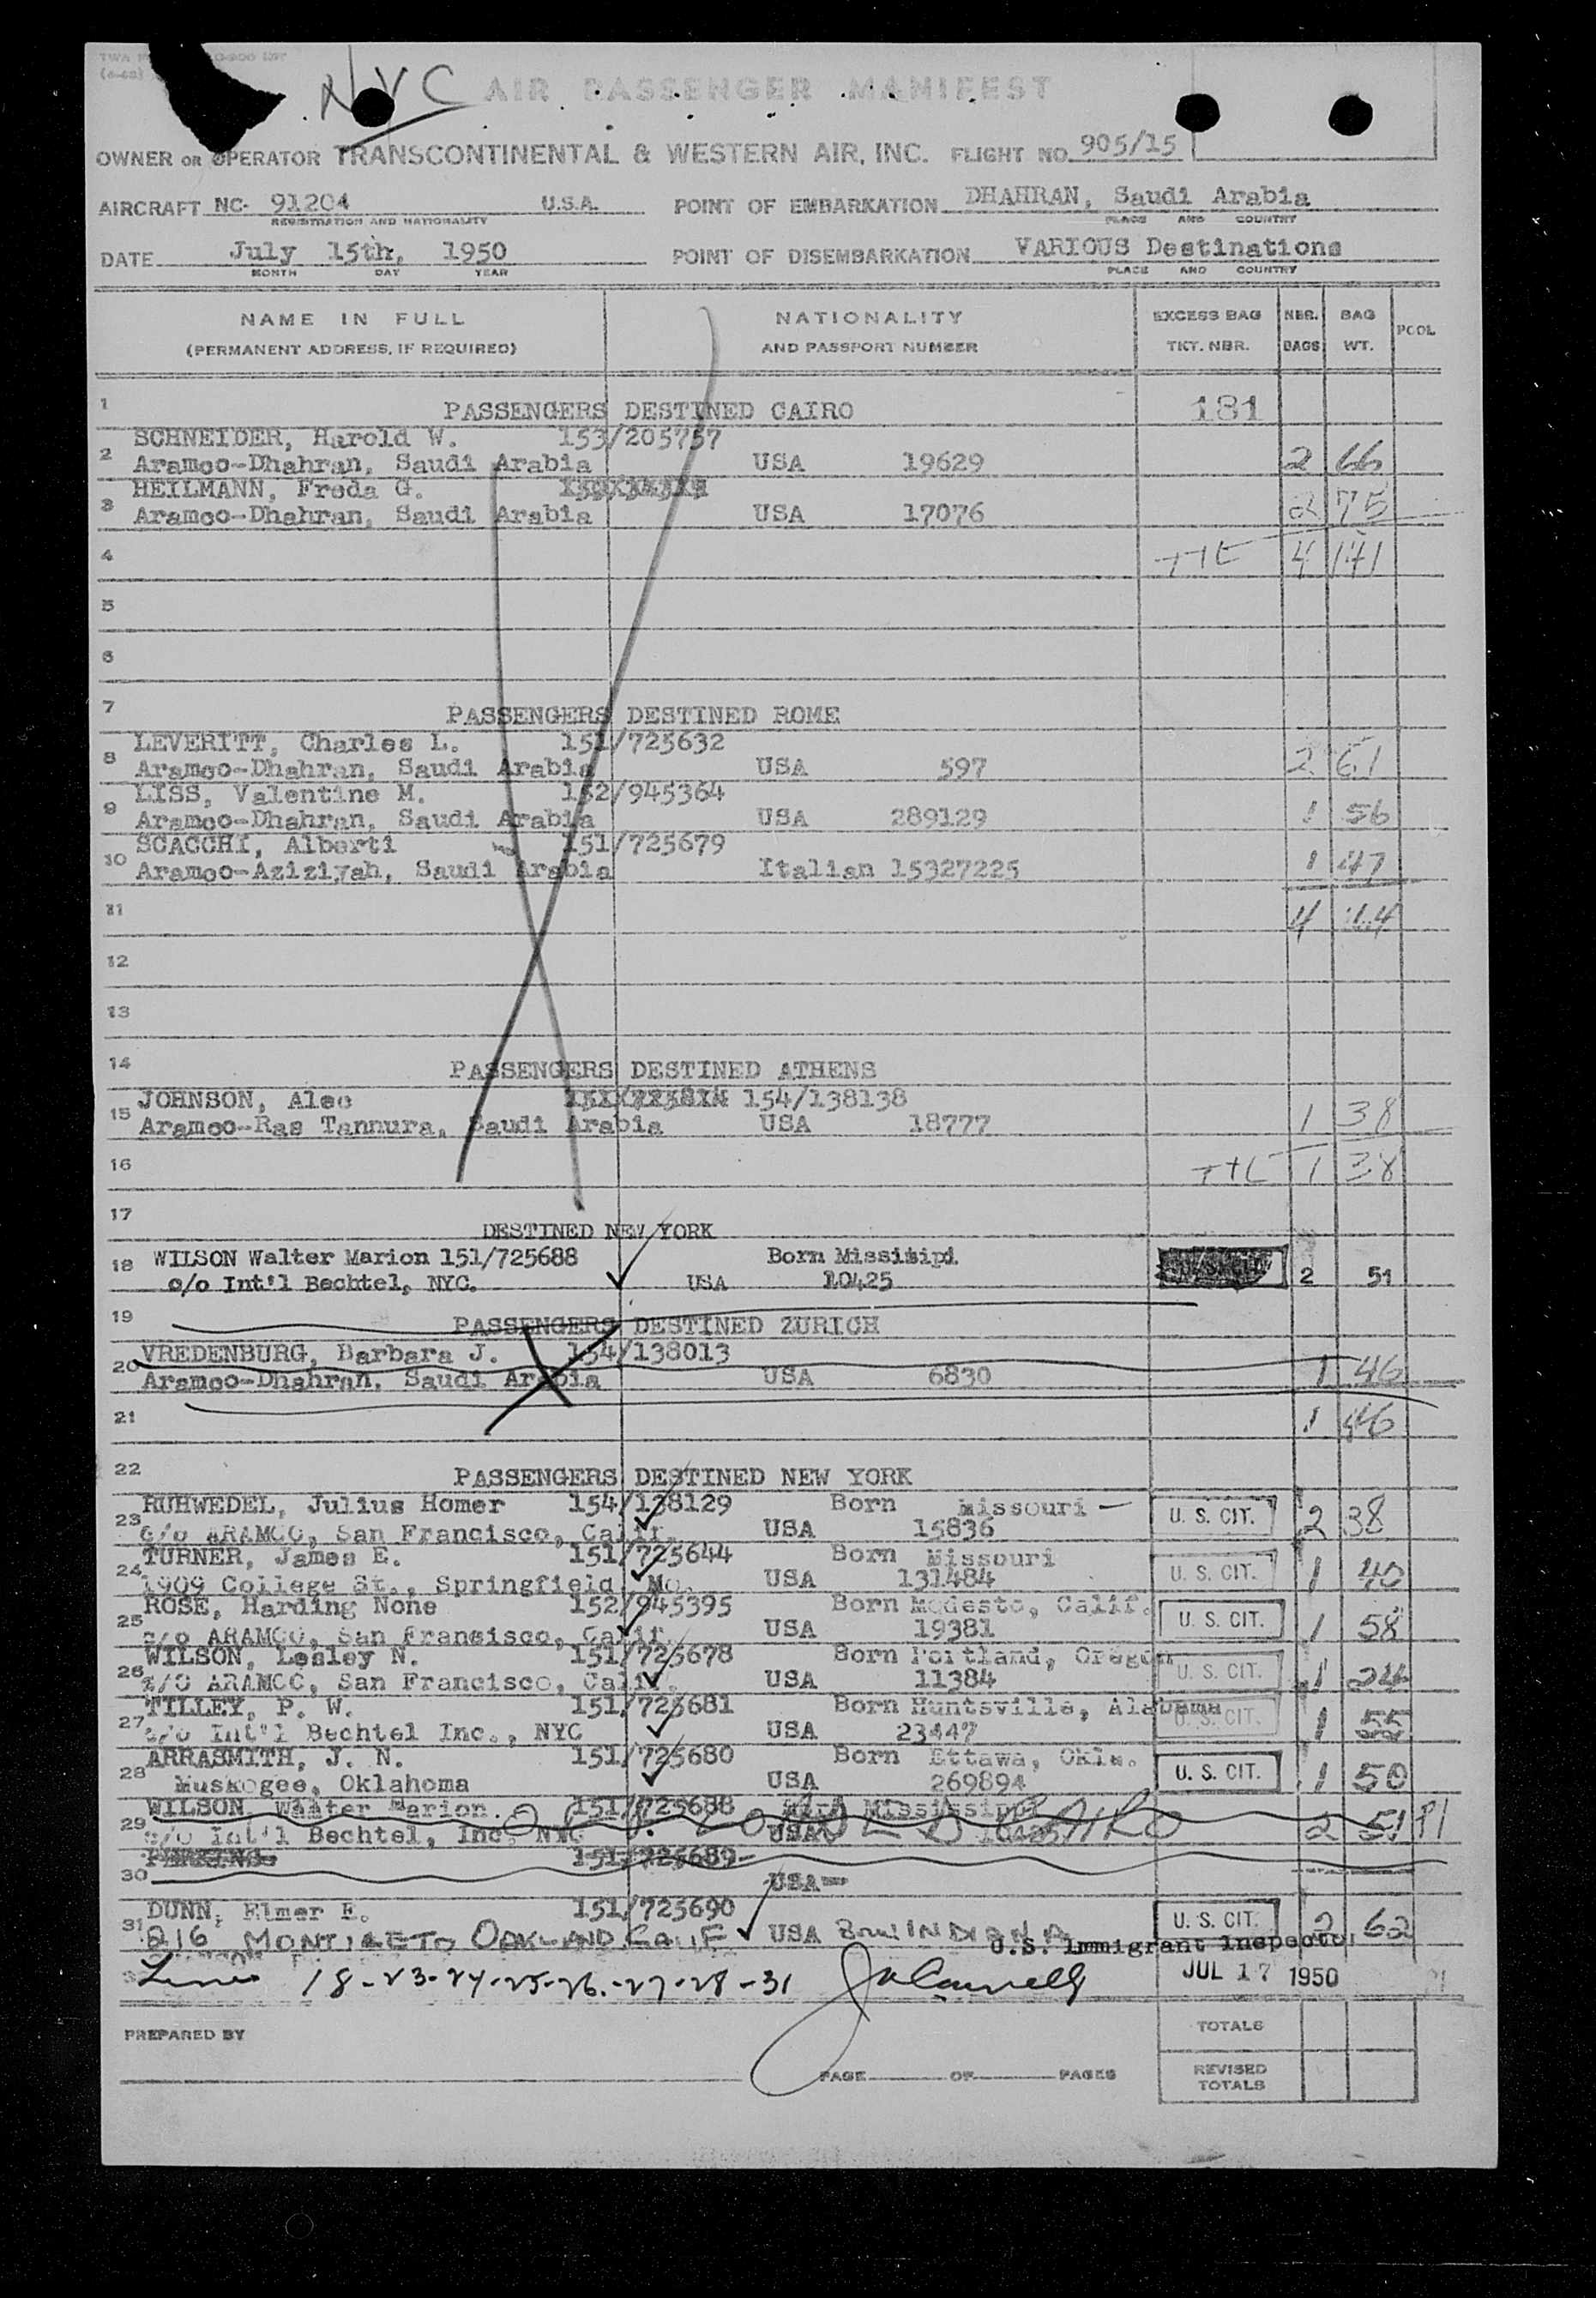 NYC AIR PASSENGER MANIFEST
OWNER OR OPERATOR TRANSCONTINENTAL & WESTERN AIR, INC. FLIGHT NO. 905/15
AIRCRAFT NC- 91204 U.S.A. POINT OF EMBARKATION DHAHRAN, Saudi Arabia
REGISTRATION AND NATIONALITY PLACE AND COUNTRY
DATE July 15th, 1950 POINT OF DISEMBARKATION VARIOUS Destinations
MONTH DAY YEAR PLACE AND COUNTRY
NAME IN FULL NATIONALITY EXCESS BAG NBR. BAG POOL
(PERMANENT ADDRESS, IF REQUIRED) AND PASSPORT NUMBER TKT. NBR. BAGS WT.
1 PASSENGERS DESTINED CAIRO 181
SCHNEIDER, Harold W. 153/205757
2 Aramco-Dhahran, Saudi Arabia USA 19629 2 66
HEILMANN, Freda G.
3 Aramco-Dhahran, Saudi Arabia USA 17076 2 75
4 TTL 4 141
5
6
7 PASSENGERS DESTINED ROME
LEVERITT, Charles L. 151/725632
8 Aramco-Dhahran, Saudi Arabia USA 597 2 61
LISS, Valentine M. 152/945364
9 Aramco-Dhahran, Saudi Arabia USA 289129 1 56
SCACCHI, Alberti 151/725679
10 Aramco-Aziziyah, Saudi Arabia Italian 15327225 1 47
11 4
12
13
14 PASSENGERS DESTINED ATHENS
JOHNSON, Alec 154/138138
15 Aramco-Ras Tannura, Saudi Arabia USA 18777 1 38
16 TTL 1 38
17 DESTINED NEW YORK
18 WILSON Walter Marion 151/725688 Born Missisipi
c/o Int'l Bechtel, NYC. USA 10425 2 51
19 PASSENGERS DESTINED ZURICH
VREDENBURG, Barbara J. 154/138013
20 Aramco-Dhahran, Saudi Arabia USA 6830 1 46
21 1 46
22 PASSENGERS DESTINED NEW YORK
RUHWEDEL, Julius Homer 154/138129 Born Missouri
23 c/o ARAMCO, San Francisco, Calif. USA 15836 U. S. CIT. 2 38
TURNER, James E. 151/725644 Born Missouri
24 1909 College St., Springfield, Mo. USA 131484 U. S. CIT. 1 40
ROSE, Harding None 152/945395 Born Modesto, Calif.
25 c/o ARAMCO, San Francisco, Calif. USA 19381 U. S. CIT. 1 58
WILSON, Lesley N. 151/725678 Born Portland, Oregon
26 c/o ARAMCO, San Francisco, Calif. USA 11384 U. S. CIT. 1 24
TILLEY, P. W. 151/725681 Born Huntsville, Alabama
27 c/o Int'l Bechtel Inc., NYC USA 23447 U. S. CIT. 1 55
ARRASMITH, J. N. 151/725680 Born Ettawa, Okla.
28 Muskogee, Oklahoma USA 269894 U. S. CIT. 1 50
WILSON, Walter Marion 151/725688 Mississippi
29 c/o Int'l Bechtel, Inc, NYC USA 10425 CAIRO 2 51
151/725689
30 USA
DUNN, Elmer E. 151/725690
31 216 MONTICETO OAKLAND, CALIF USA Born INDIANA U. S. CIT. 2 62
U.S. Immigrant Inspector
Lines 18-23-24-25-26-27-28-31 JUL 17 1950
PREPARED BY TOTALS
PAGE OF PAGES REVISED
TOTALS